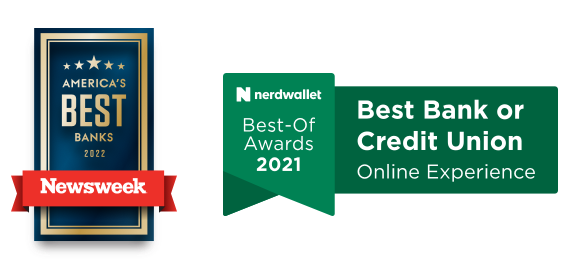 AMERICA'S
BEST
BANKS
2022
Newsweek
nerdwallet
Best-Of
Awards
2021
Best Bank or
Credit Union
Online Experience